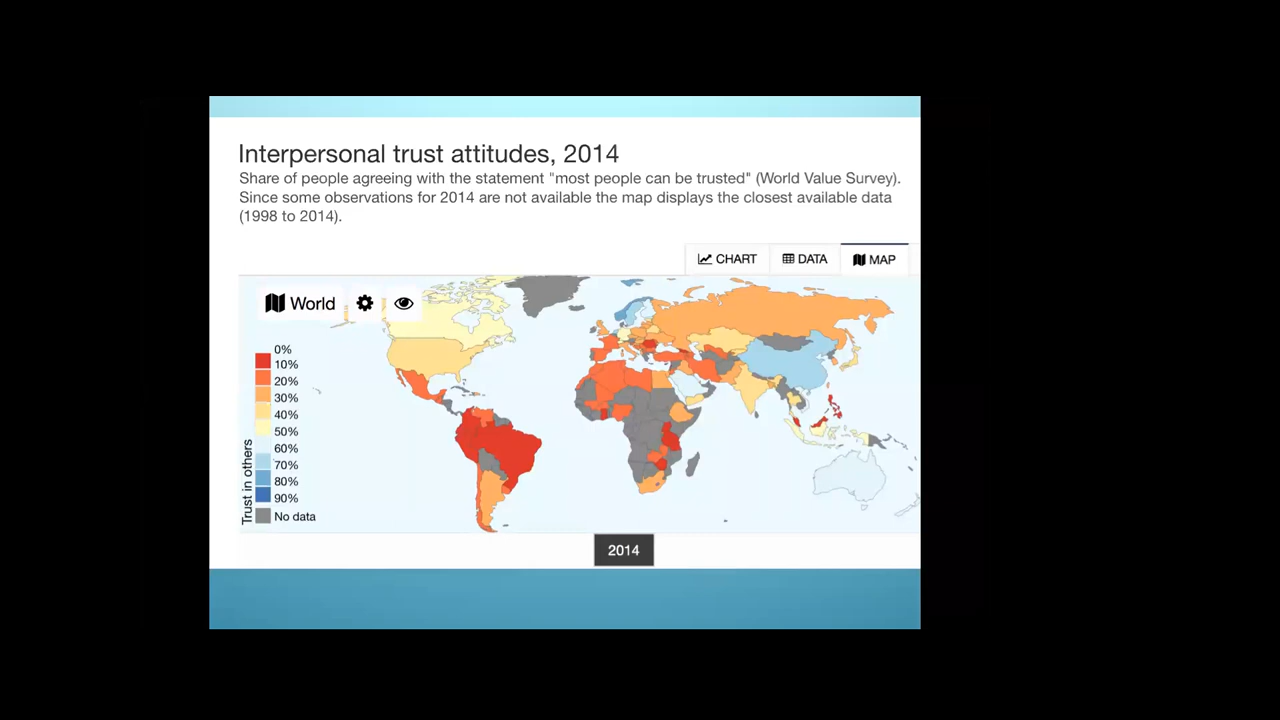 Interpersonal trust attitudes, 2014
Share of people agreeing with the statement "most people can be trusted" (World Value Survey).
Since some observations for 2014 are not available the map displays the closest available data
(1998 to 2014).
CHART
DATA
MAP
World
0%
10%
20%
30%
40%
50%
60%
70%
80%
90%
No data
Trust in others
2014